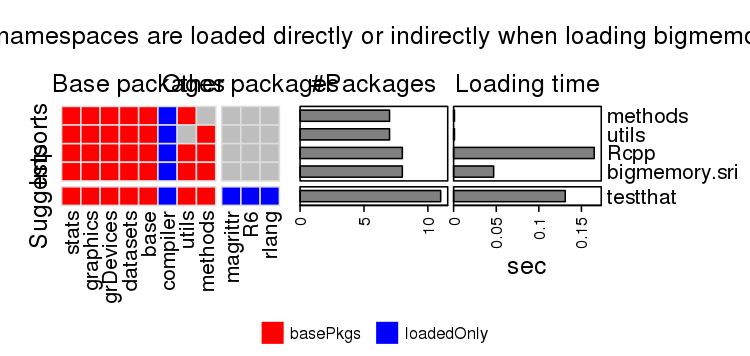 namespaces are loaded directly or indirectly when loading bigmemo
Base packages
Other packages
#Packages
Loading time
Imports
Suggests
methods
utils
Rcpp
bigmemory.sri
testthat
stats
graphics
grDevices
datasets
base
compiler
utils
methods
magrittr
R6
rlang
0
5
10
0
0.05
0.1
0.15
sec
basePkgs
loadedOnly